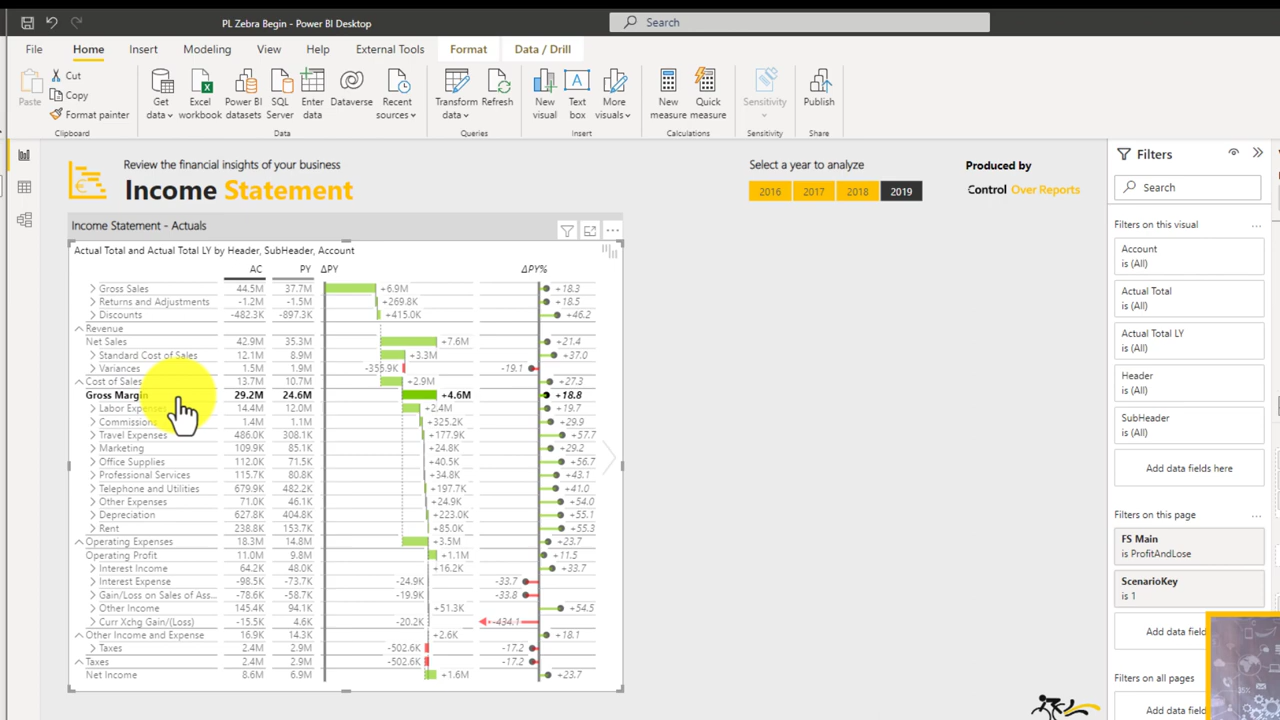 PL Zebra Begin - Power BI Desktop
Search
File Home Insert Modeling View Help External Tools Format Data / Drill
Paste
Cut
Copy
Format painter
Clipboard
Get data
Excel workbook
Power BI datasets
SQL Server
Enter data
Dataverse
Recent sources
Data
Transform data
Refresh
Queries
New visual
Text box
More visuals
Insert
New measure
Quick measure
Calculations
Sensitivity
Sensitivity
Publish
Share
Review the financial insights of your business
Income Statement
Select a year to analyze
2016 2017 2018 2019
Produced by
Control Over Reports
Income Statement - Actuals
Actual Total and Actual Total LY by Header, SubHeader, Account
AC PY ΔPY ΔPY%
Gross Sales 44.5M 37.7M +6.9M +18.3
Returns and Adjustments -1.2M -1.5M +269.8K +18.5
Discounts -482.3K -897.3K +415.0K +46.2
Revenue
Net Sales 42.9M 35.3M +7.6M +21.4
Standard Cost of Sales 12.1M 8.9M +3.3M +37.0
Variances 1.5M 1.9M -355.9K -19.1
Cost of Sales 13.7M 10.7M +2.9M +27.3
Gross Margin 29.2M 24.6M +4.6M +18.8
Labor Expenses 14.4M 12.0M +2.4M +19.7
Commissions 1.4M 1.1M +325.2K +29.9
Travel Expenses 486.0K 308.1K +177.9K +57.7
Marketing 109.9K 85.1K +24.8K +29.2
Office Supplies 112.0K 71.5K +40.5K +56.7
Professional Services 115.7K 80.8K +34.8K +43.1
Telephone and Utilities 679.9K 482.2K +197.7K +41.0
Other Expenses 71.0K 46.1K +24.9K +54.0
Depreciation 627.8K 404.8K +223.0K +55.1
Rent 238.8K 153.7K +85.0K +55.3
Operating Expenses 18.3M 14.8M +3.5M +23.7
Operating Profit 11.0M 9.8M +1.1M +11.5
Interest Income 64.2K 48.0K +16.2K +33.7
Interest Expense -98.5K -73.7K -24.9K -33.7
Gain/Loss on Sales of Ass... -78.6K -58.7K -19.9K -33.8
Other Income 145.4K 94.1K +51.3K +54.5
Curr Xchg Gain/(Loss) -15.5K 4.6K -20.2K -434.1
Other Income and Expense 16.9K 14.3K +2.6K +18.1
Taxes 2.4M 2.9M -502.6K -17.2
Taxes 2.4M 2.9M -502.6K -17.2
Net Income 8.6M 6.9M +1.6M +23.7
Filters
Search
Filters on this visual ...
Account
is (All)
Actual Total
is (All)
Actual Total LY
is (All)
Header
is (All)
SubHeader
is (All)
Add data fields here
Filters on this page ...
FS Main
is ProfitAndLose
ScenarioKey
is 1
Add data field
Filters on all pages
Add data field